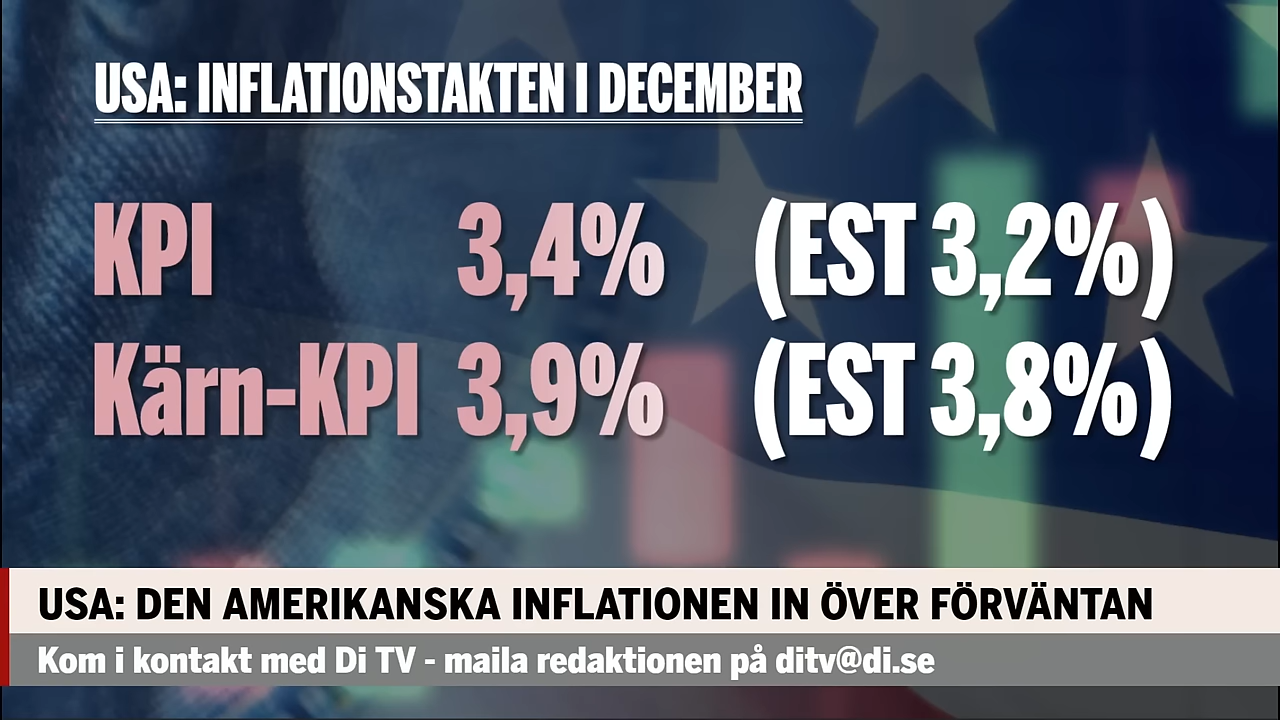 USA: INFLATIONSTAKTEN I DECEMBER
KPI 3,4% (EST 3,2%)
Kärn-KPI 3,9% (EST 3,8%)
USA: DEN AMERIKANSKA INFLATIONEN IN ÖVER FÖRVÄNTAN
Kom i kontakt med Di TV - maila redaktionen på ditv@di.se